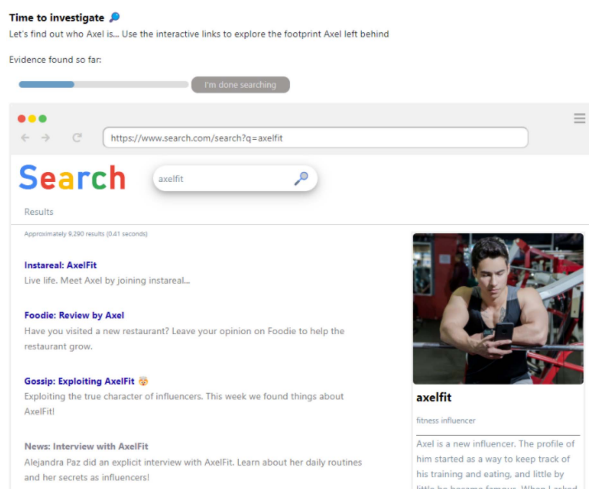 Time to investigate 🔎
Let's find out who Axel is... Use the interactive links to explore the footprint Axel left behind
Evidence found so far:
I'm done searching
https://www.search.com/search?q=axelfit
Search
axelfit
Results
Approximately 9,290 results (0.41 seconds)
Instareal: AxelFit
Live life. Meet Axel by joining instareal...
Foodie: Review by Axel
Have you visited a new restaurant? Leave your opinion on Foodie to help the
restaurant grow.
Gossip: Exploiting AxelFit 🤯
Exploiting the true character of influencers. This week we found things about
AxelFit!
News: Interview with AxelFit
Alejandra Paz did an explicit interview with AxelFit. Learn about her daily routines
and her secrets as influencers!
axelfit
fitness influencer
Axel is a new influencer. The profile of
him started as a way to keep track of
his training and eating, and little by
little he became famous. When I asked